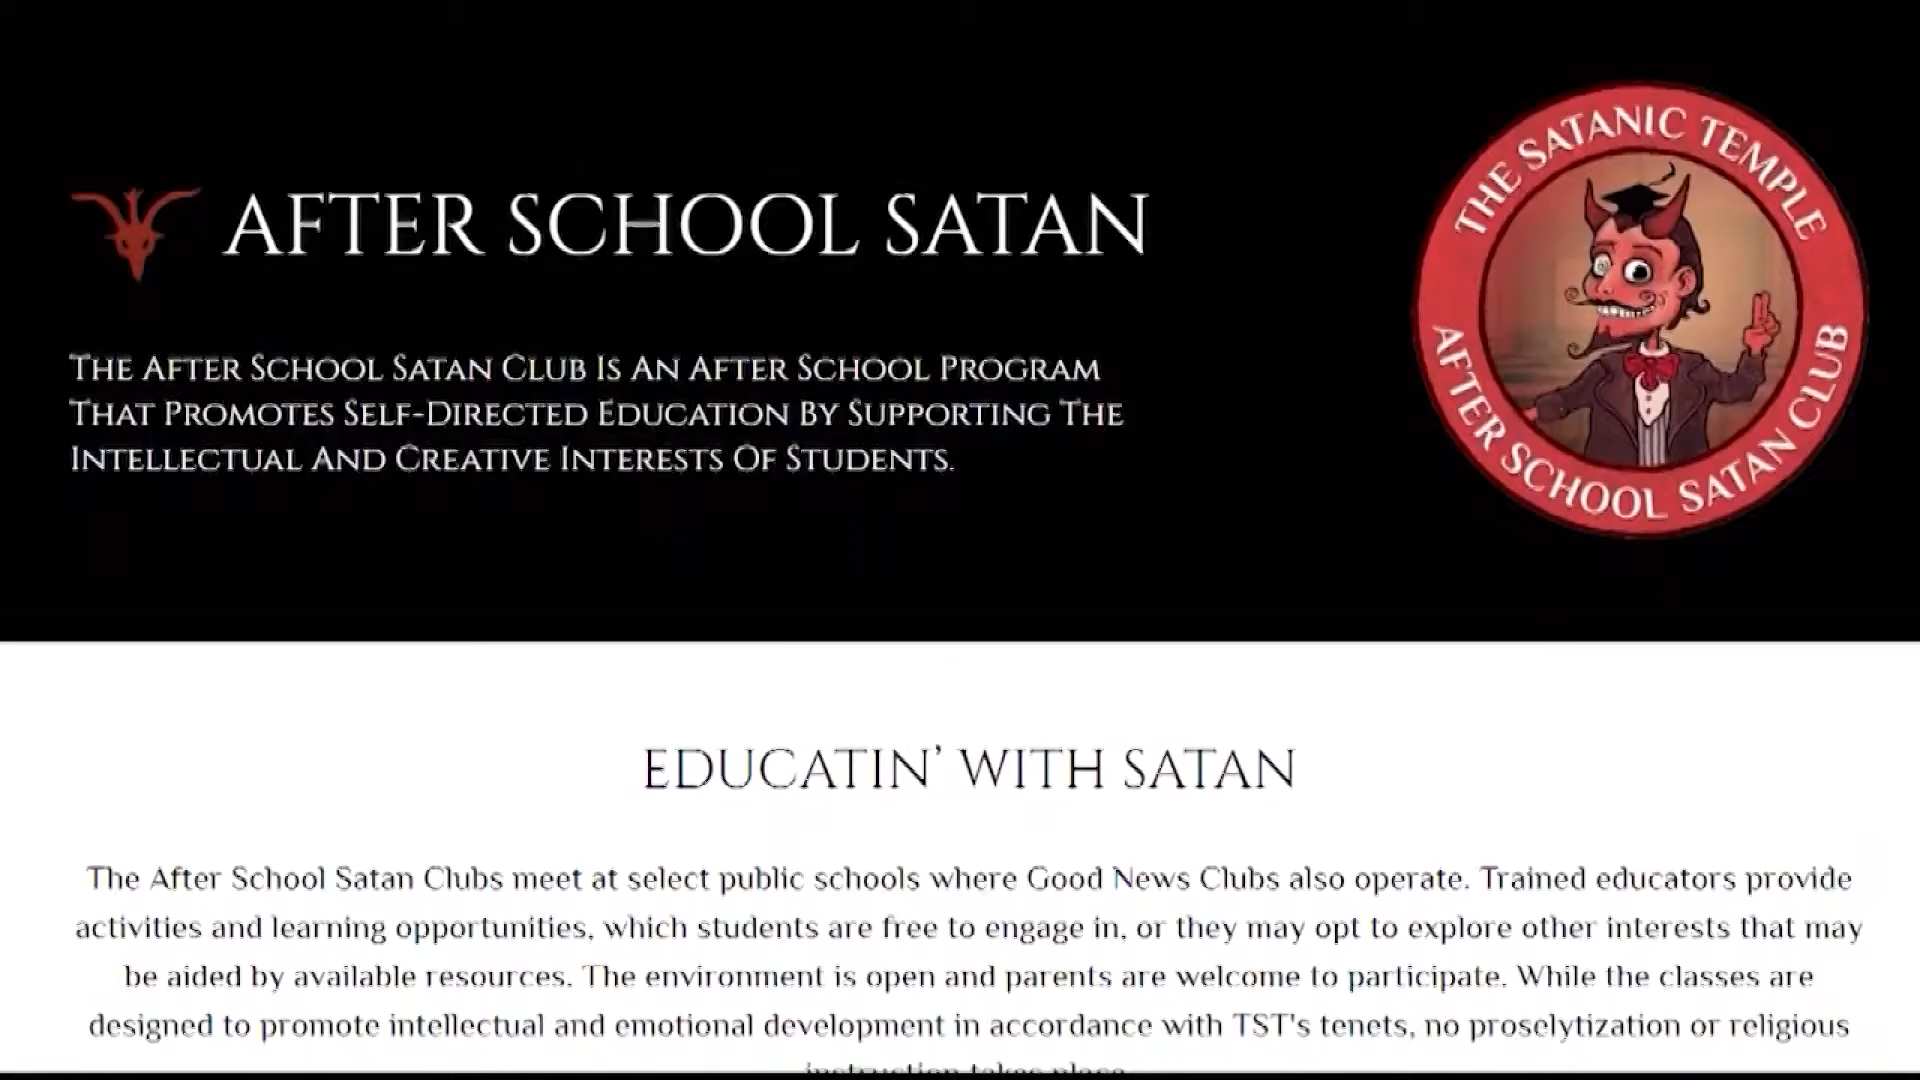 AFTER SCHOOL SATAN
THE AFTER SCHOOL SATAN CLUB IS AN AFTER SCHOOL PROGRAM
THAT PROMOTES SELF-DIRECTED EDUCATION BY SUPPORTING THE
INTELLECTUAL AND CREATIVE INTERESTS OF STUDENTS.
THE SATANIC TEMPLE
AFTER SCHOOL SATAN CLUB
EDUCATIN' WITH SATAN
The After School Satan Clubs meet at select public schools where Good News Clubs also operate. Trained educators provide
activities and learning opportunities, which students are free to engage in, or they may opt to explore other interests that may
be aided by available resources. The environment is open and parents are welcome to participate. While the classes are
designed to promote intellectual and emotional development in accordance with TST's tenets, no proselytization or religious
instruction takes place.